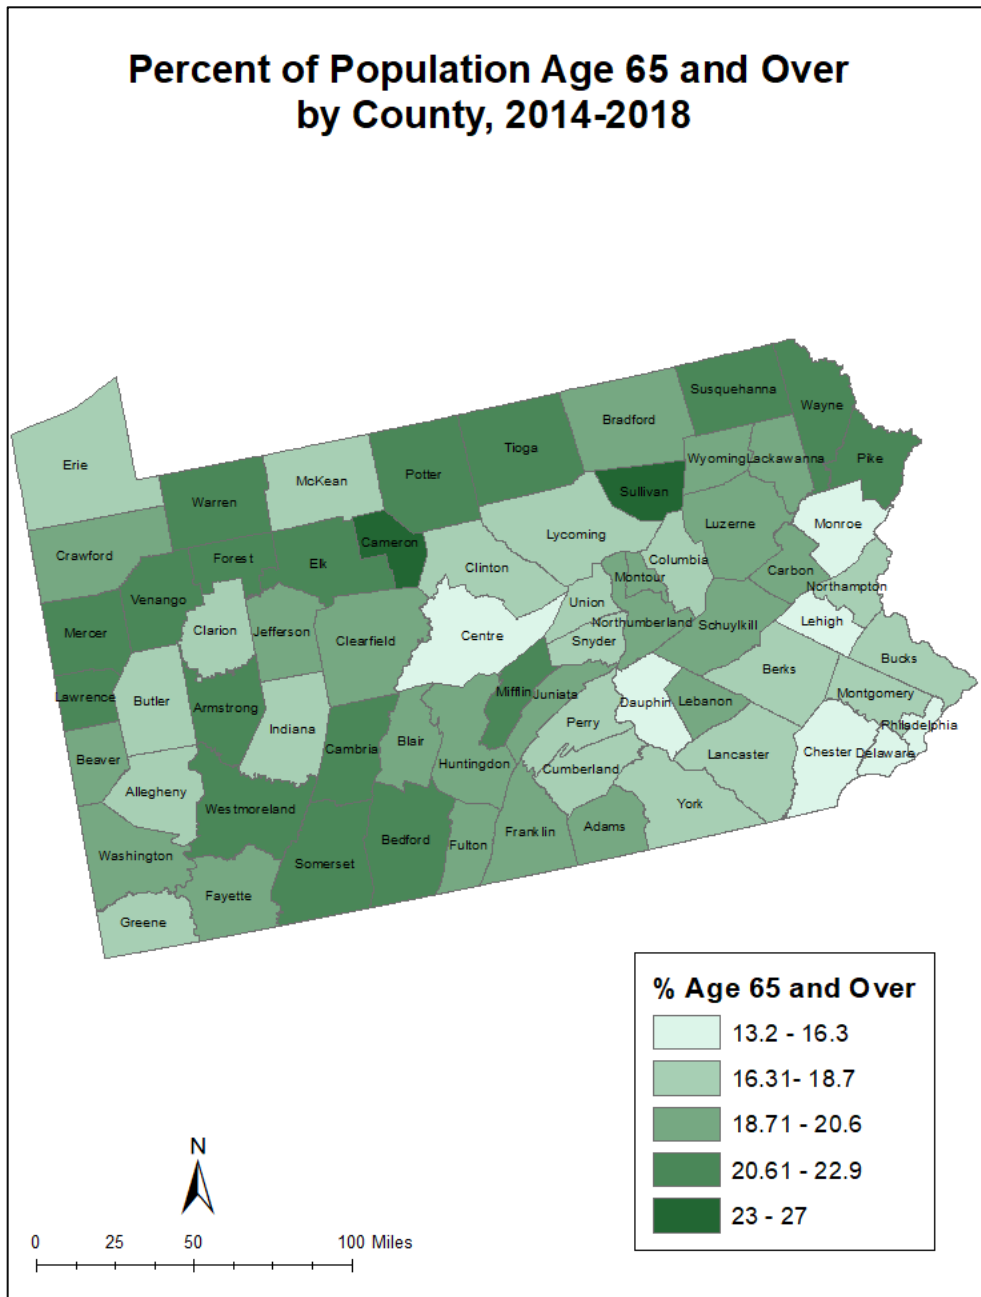 Percent of Population Age 65 and Over
by County, 2014-2018
Susquehanna
Wayne
Bradford
Tioga
Erie
Wyoming
Lackawanna
Pike
McKean
Potter
Sullivan
Warren
Monroe
Luzerne
Lycoming
Cameron
Crawford
Forest
Elk
Columbia
Clinton
Carbon
Montour
Northampton
Venango
Union
Lehigh
Northumberland
Schuylkill
Clarion
Jefferson
Mercer
Centre
Clearfield
Snyder
Bucks
Berks
Lawrence
Butler
Armstrong
Mifflin
Juniata
Dauphin
Lebanon
Montgomery
Perry
Philadelphia
Indiana
Blair
Cambria
Chester
Delaware
Lancaster
Beaver
Huntingdon
Cumberland
Allegheny
York
Westmoreland
Adams
Franklin
Bedford
Fulton
Washington
Somerset
Fayette
Greene
% Age 65 and Over
13.2 - 16.3
16.31- 18.7
18.71 - 20.6
20.61 - 22.9
23 - 27
N
0 25 50 100 Miles